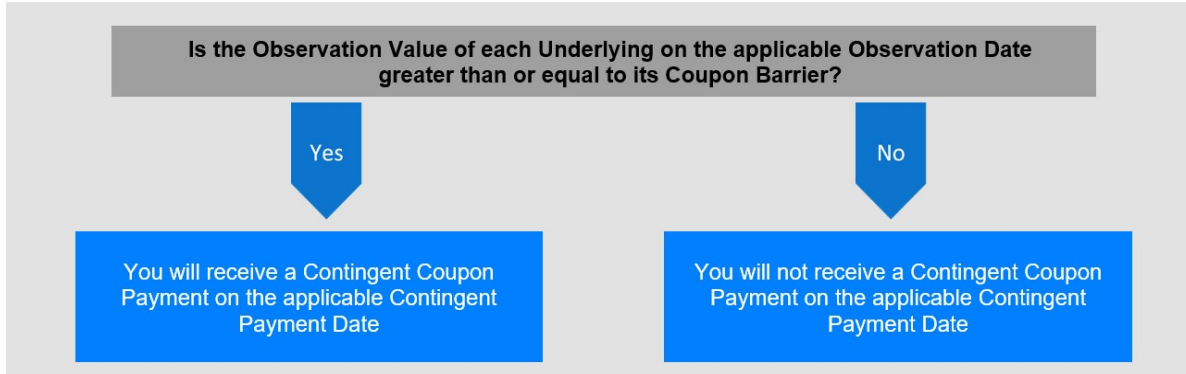 Is the Observation Value of each Underlying on the applicable Observation Date
greater than or equal to its Coupon Barrier?
Yes
No
You will receive a Contingent Coupon
Payment on the applicable Contingent
Payment Date
You will not receive a Contingent Coupon
Payment on the applicable Contingent
Payment Date